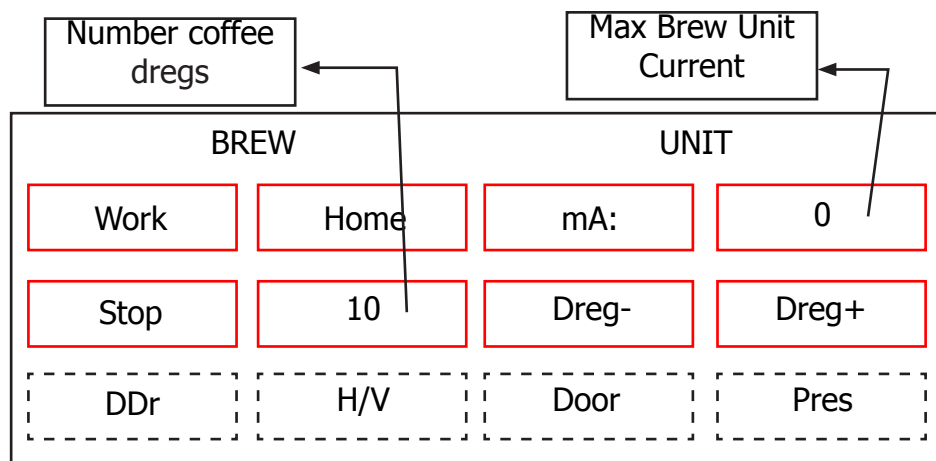 Number coffee
dregs
Max Brew Unit
Current
BREW UNIT
Work Home mA: 0
Stop 10 Dreg- Dreg+
DDr H/V Door Pres